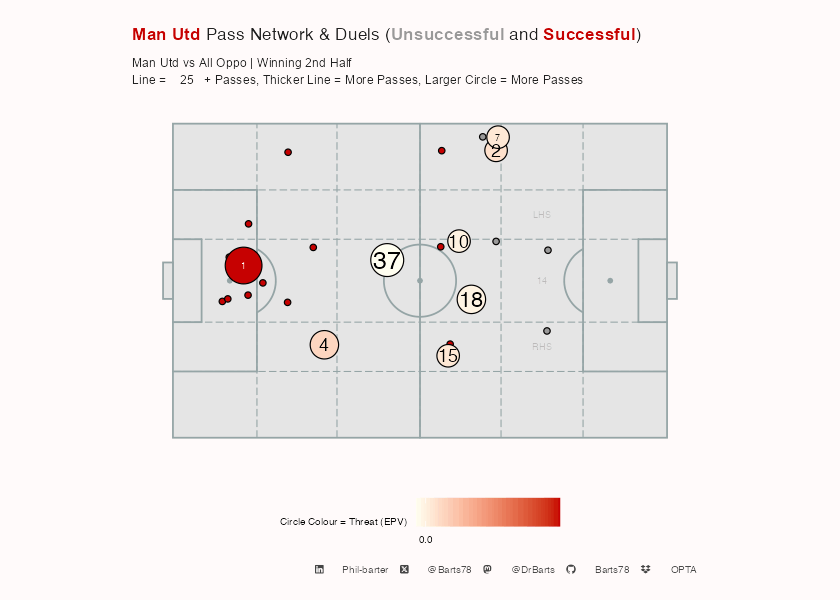 Man Utd Pass Network & Duels (Unsuccessful and Successful)
Man Utd vs All Oppo | Winning 2nd Half
Line = 25 + Passes, Thicker Line = More Passes, Larger Circle = More Passes
7
2
LHS
10
37
1
14
18
4
15
RHS
Circle Colour = Threat (EPV)
0.0
Phil-barter @Barts78 @DrBarts Barts78 OPTA